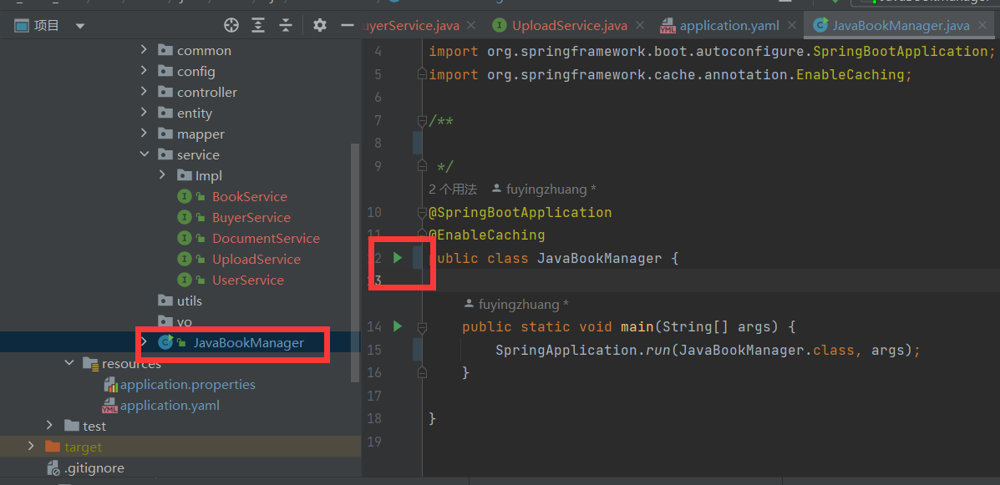 项目
uyerService.java
UploadService.java
application.yaml
JavaBookManager.java
common
config
controller
entity
mapper
service
Impl
BookService
BuyerService
DocumentService
UploadService
UserService
utils
vo
JavaBookManager
resources
application.properties
application.yaml
test
target
.gitignore
4 import org.springframework.boot.autoconfigure.SpringBootApplication;
5 import org.springframework.cache.annotation.EnableCaching;
6
7 /**
8
9 */
2 个用法 fuyingzhuang *
10 @SpringBootApplication
11 @EnableCaching
12 public class JavaBookManager {
13
fuyingzhuang *
14 public static void main(String[] args) {
15 SpringApplication.run(JavaBookManager.class, args);
16 }
17
18 }
19